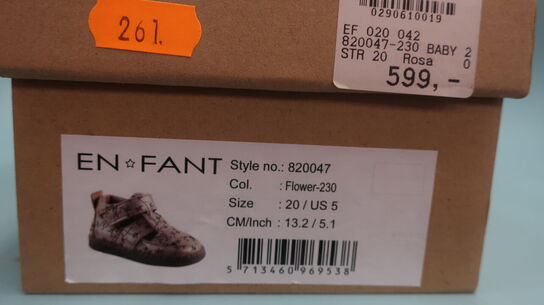 261.
0290610019
EF 020 042
820047-230 BABY 2
STR 20 Rosa 0
599,-
EN FANT
Style no.: 820047
Col. : Flower-230
Size : 20 / US 5
CM/Inch : 13.2 / 5.1
5 713460 969538